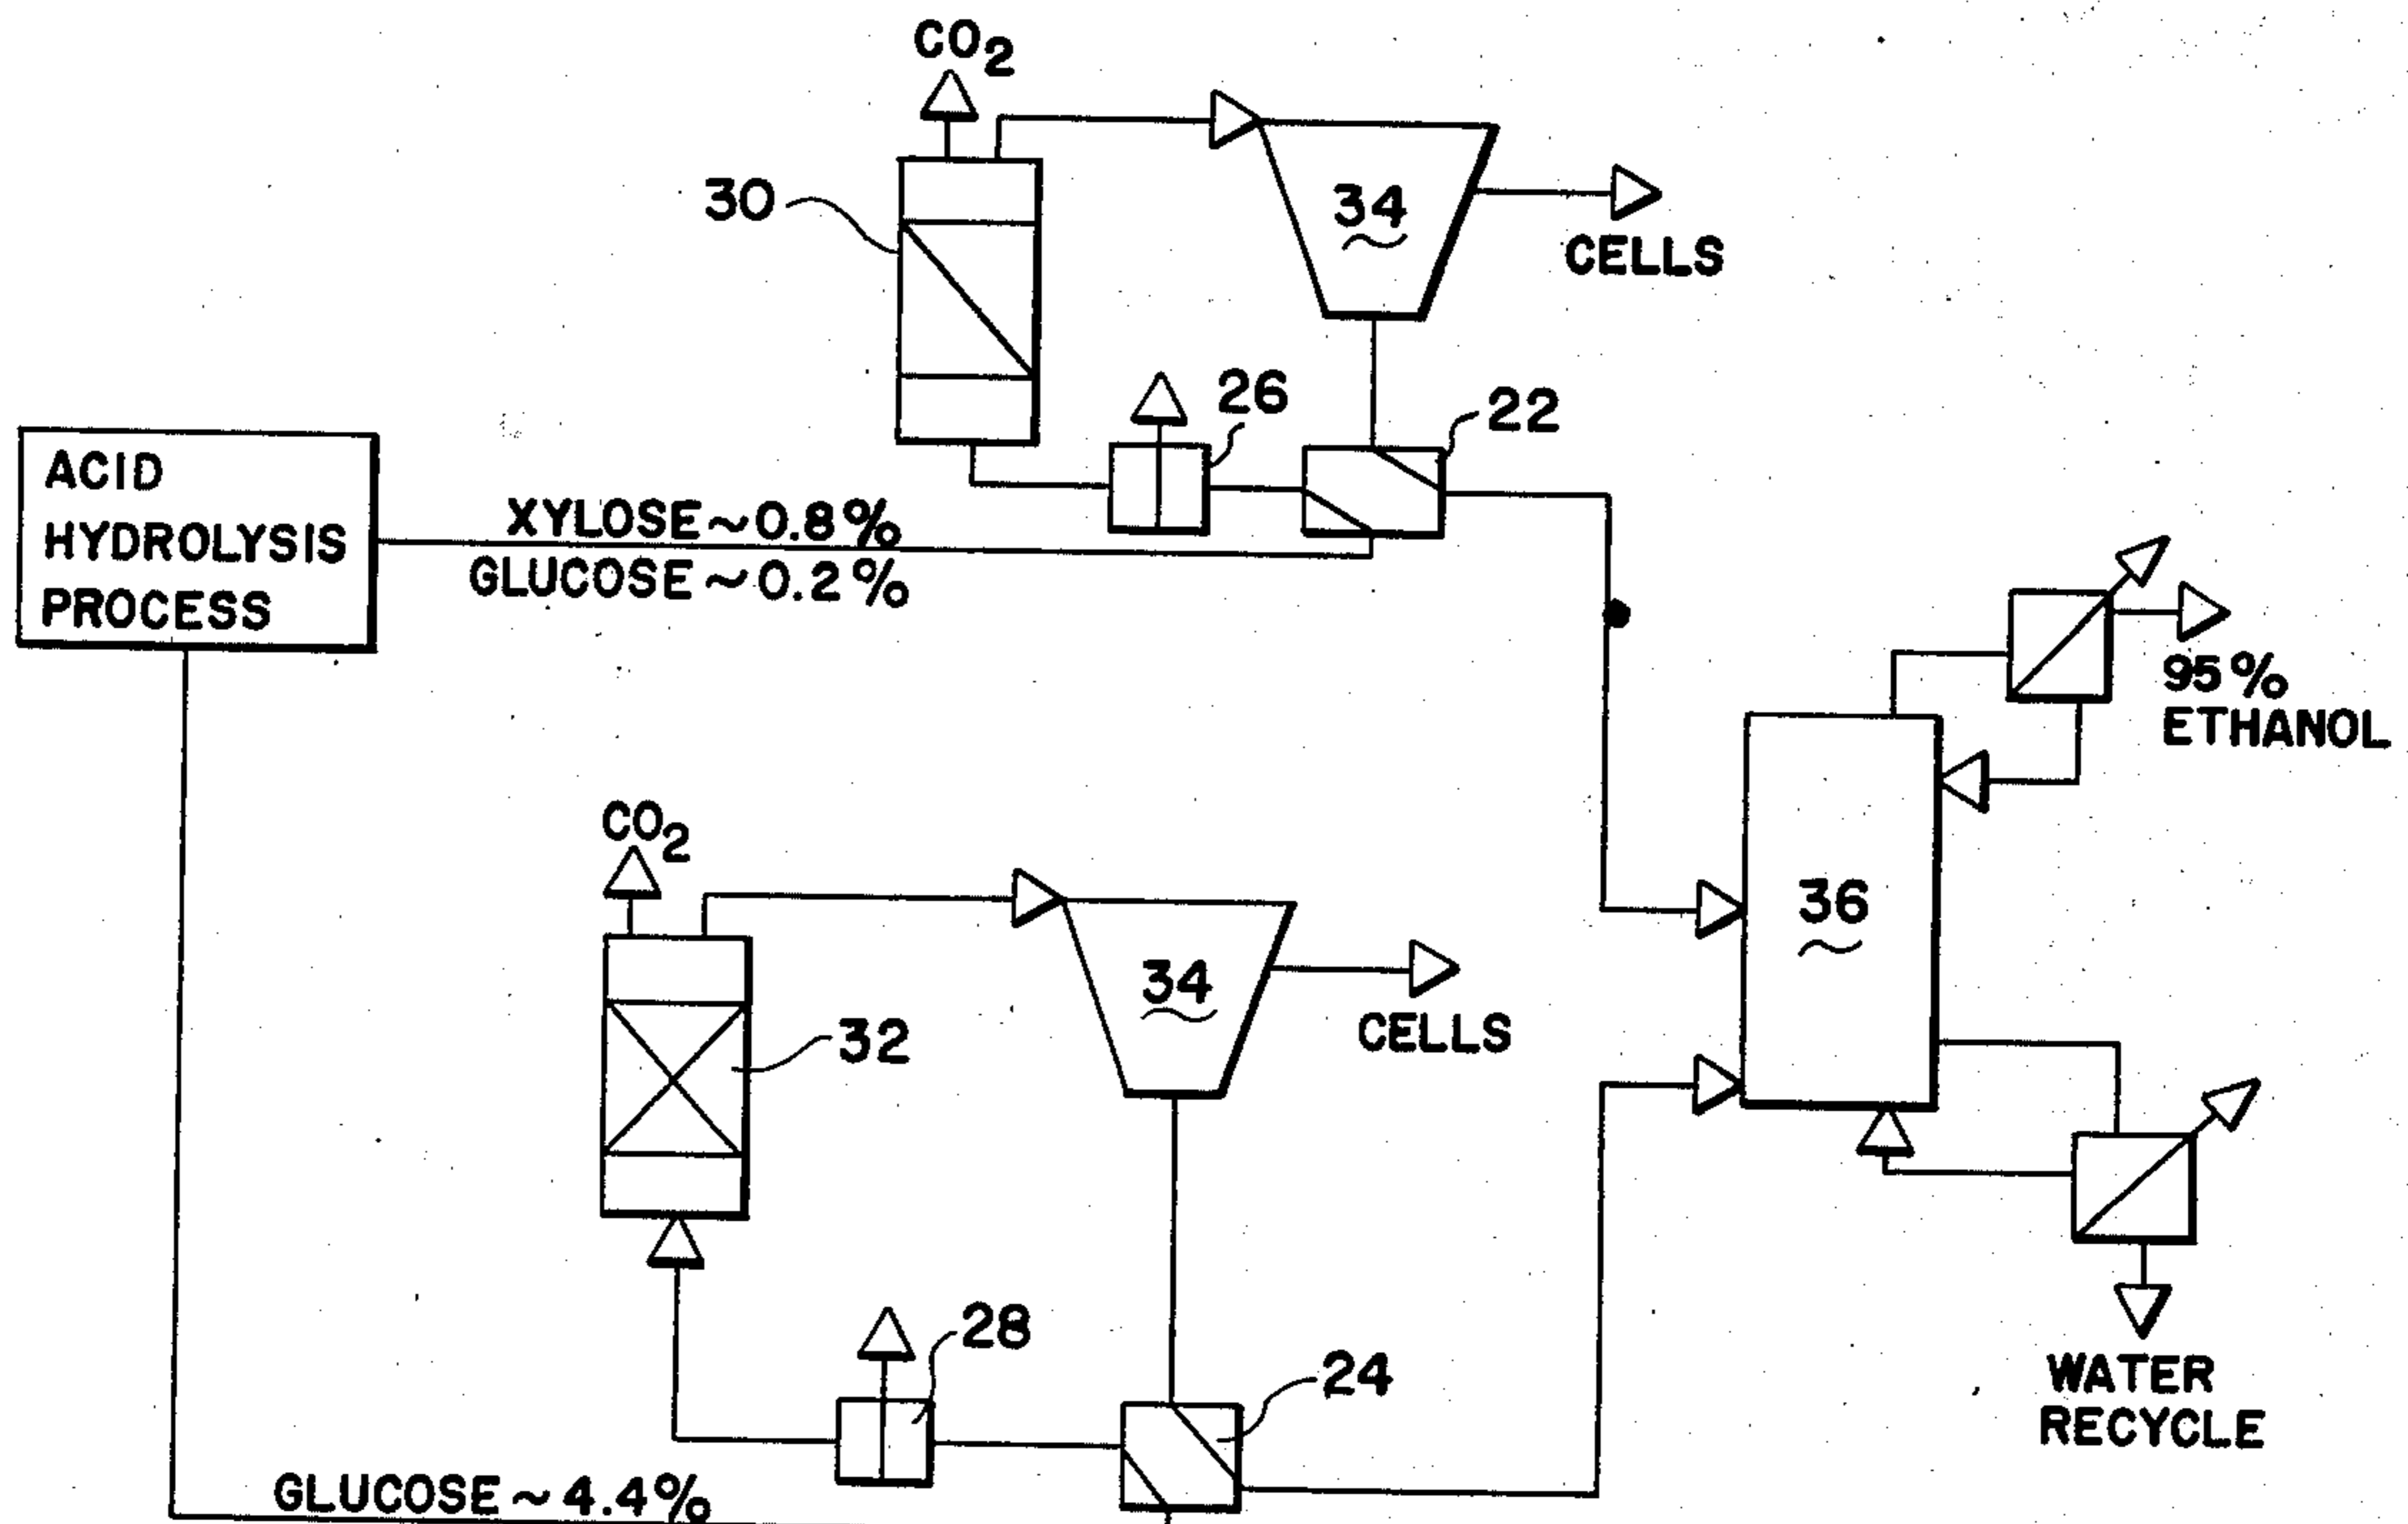 CO2
30
34
CELLS
26
22
ACID
HYDROLYSIS
PROCESS
XYLOSE ~ 0.8%
GLUCOSE ~ 0.2%
95%
ETHANOL
CO2
36
34
32
CELLS
28
24
WATER
RECYCLE
GLUCOSE ~ 4.4%